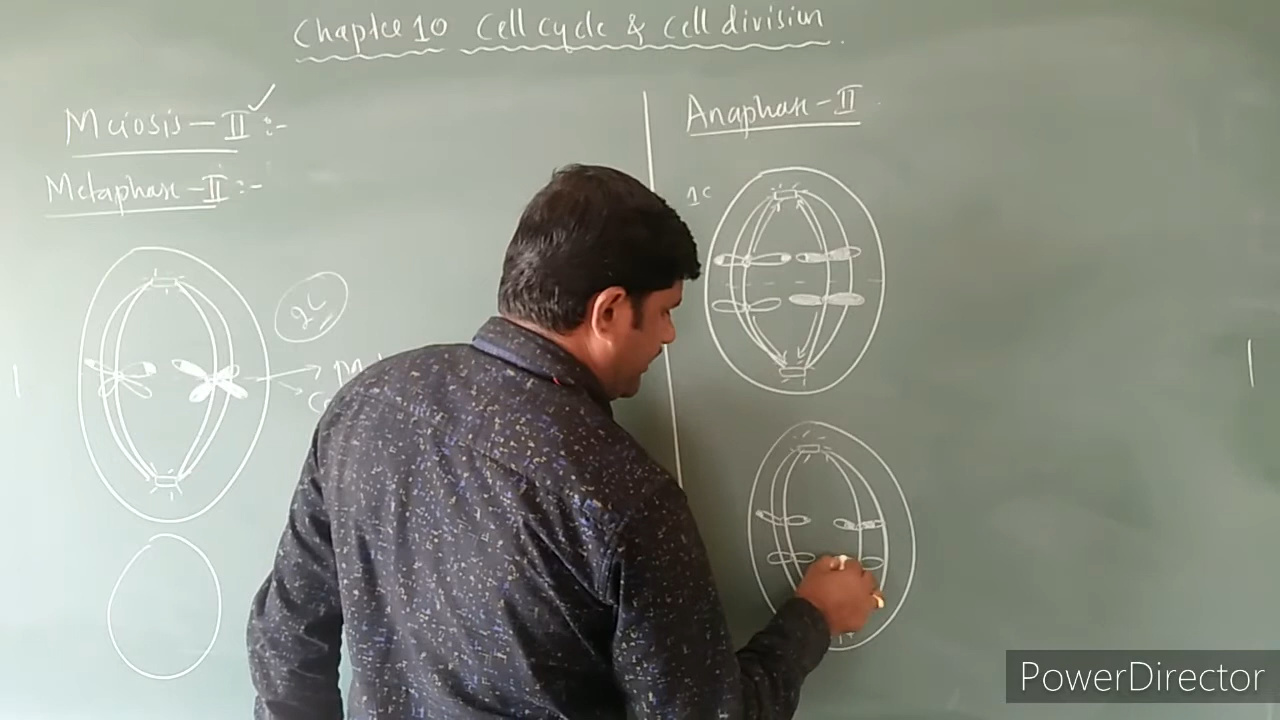 Chapter 10 Cell cycle & cell division.
Meiosis - II :-
Metaphase - II :-
2C
Anaphase - II
1C
PowerDirector